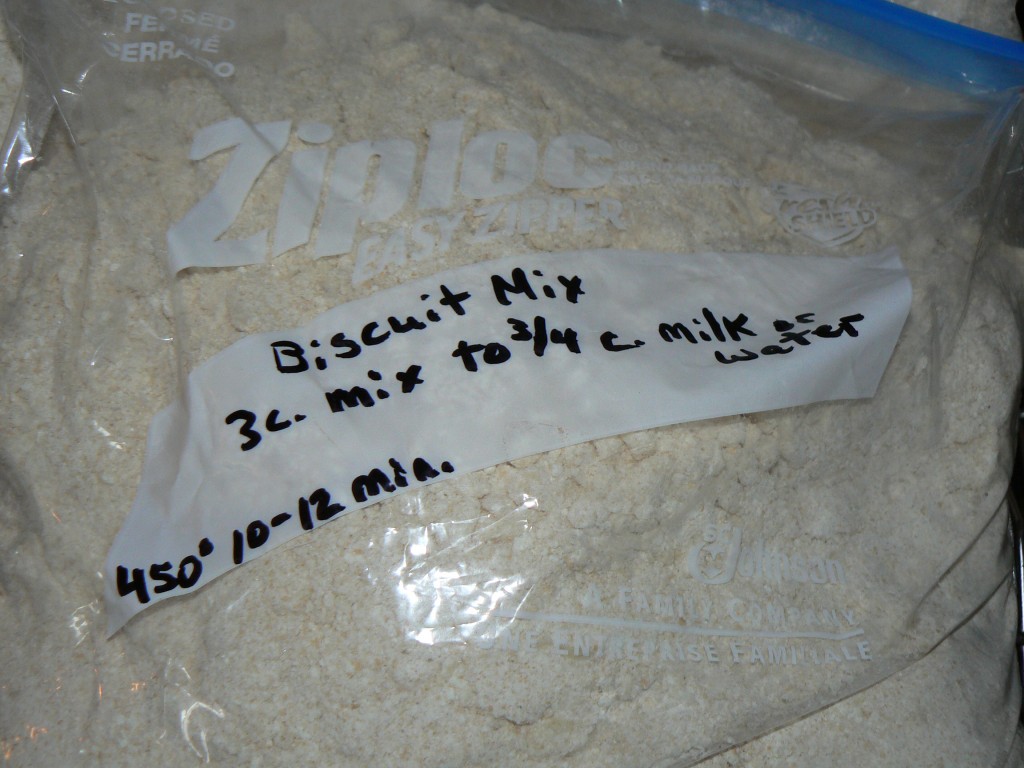 FERMÉ
CERRADO
Ziploc
EASY ZIPPER
Biscuit Mix
3c. mix to 3/4 c. milk or
water
450° 10-12 min.
Johnson
A FAMILY COMPANY
UNE ENTREPRISE FAMILIALE